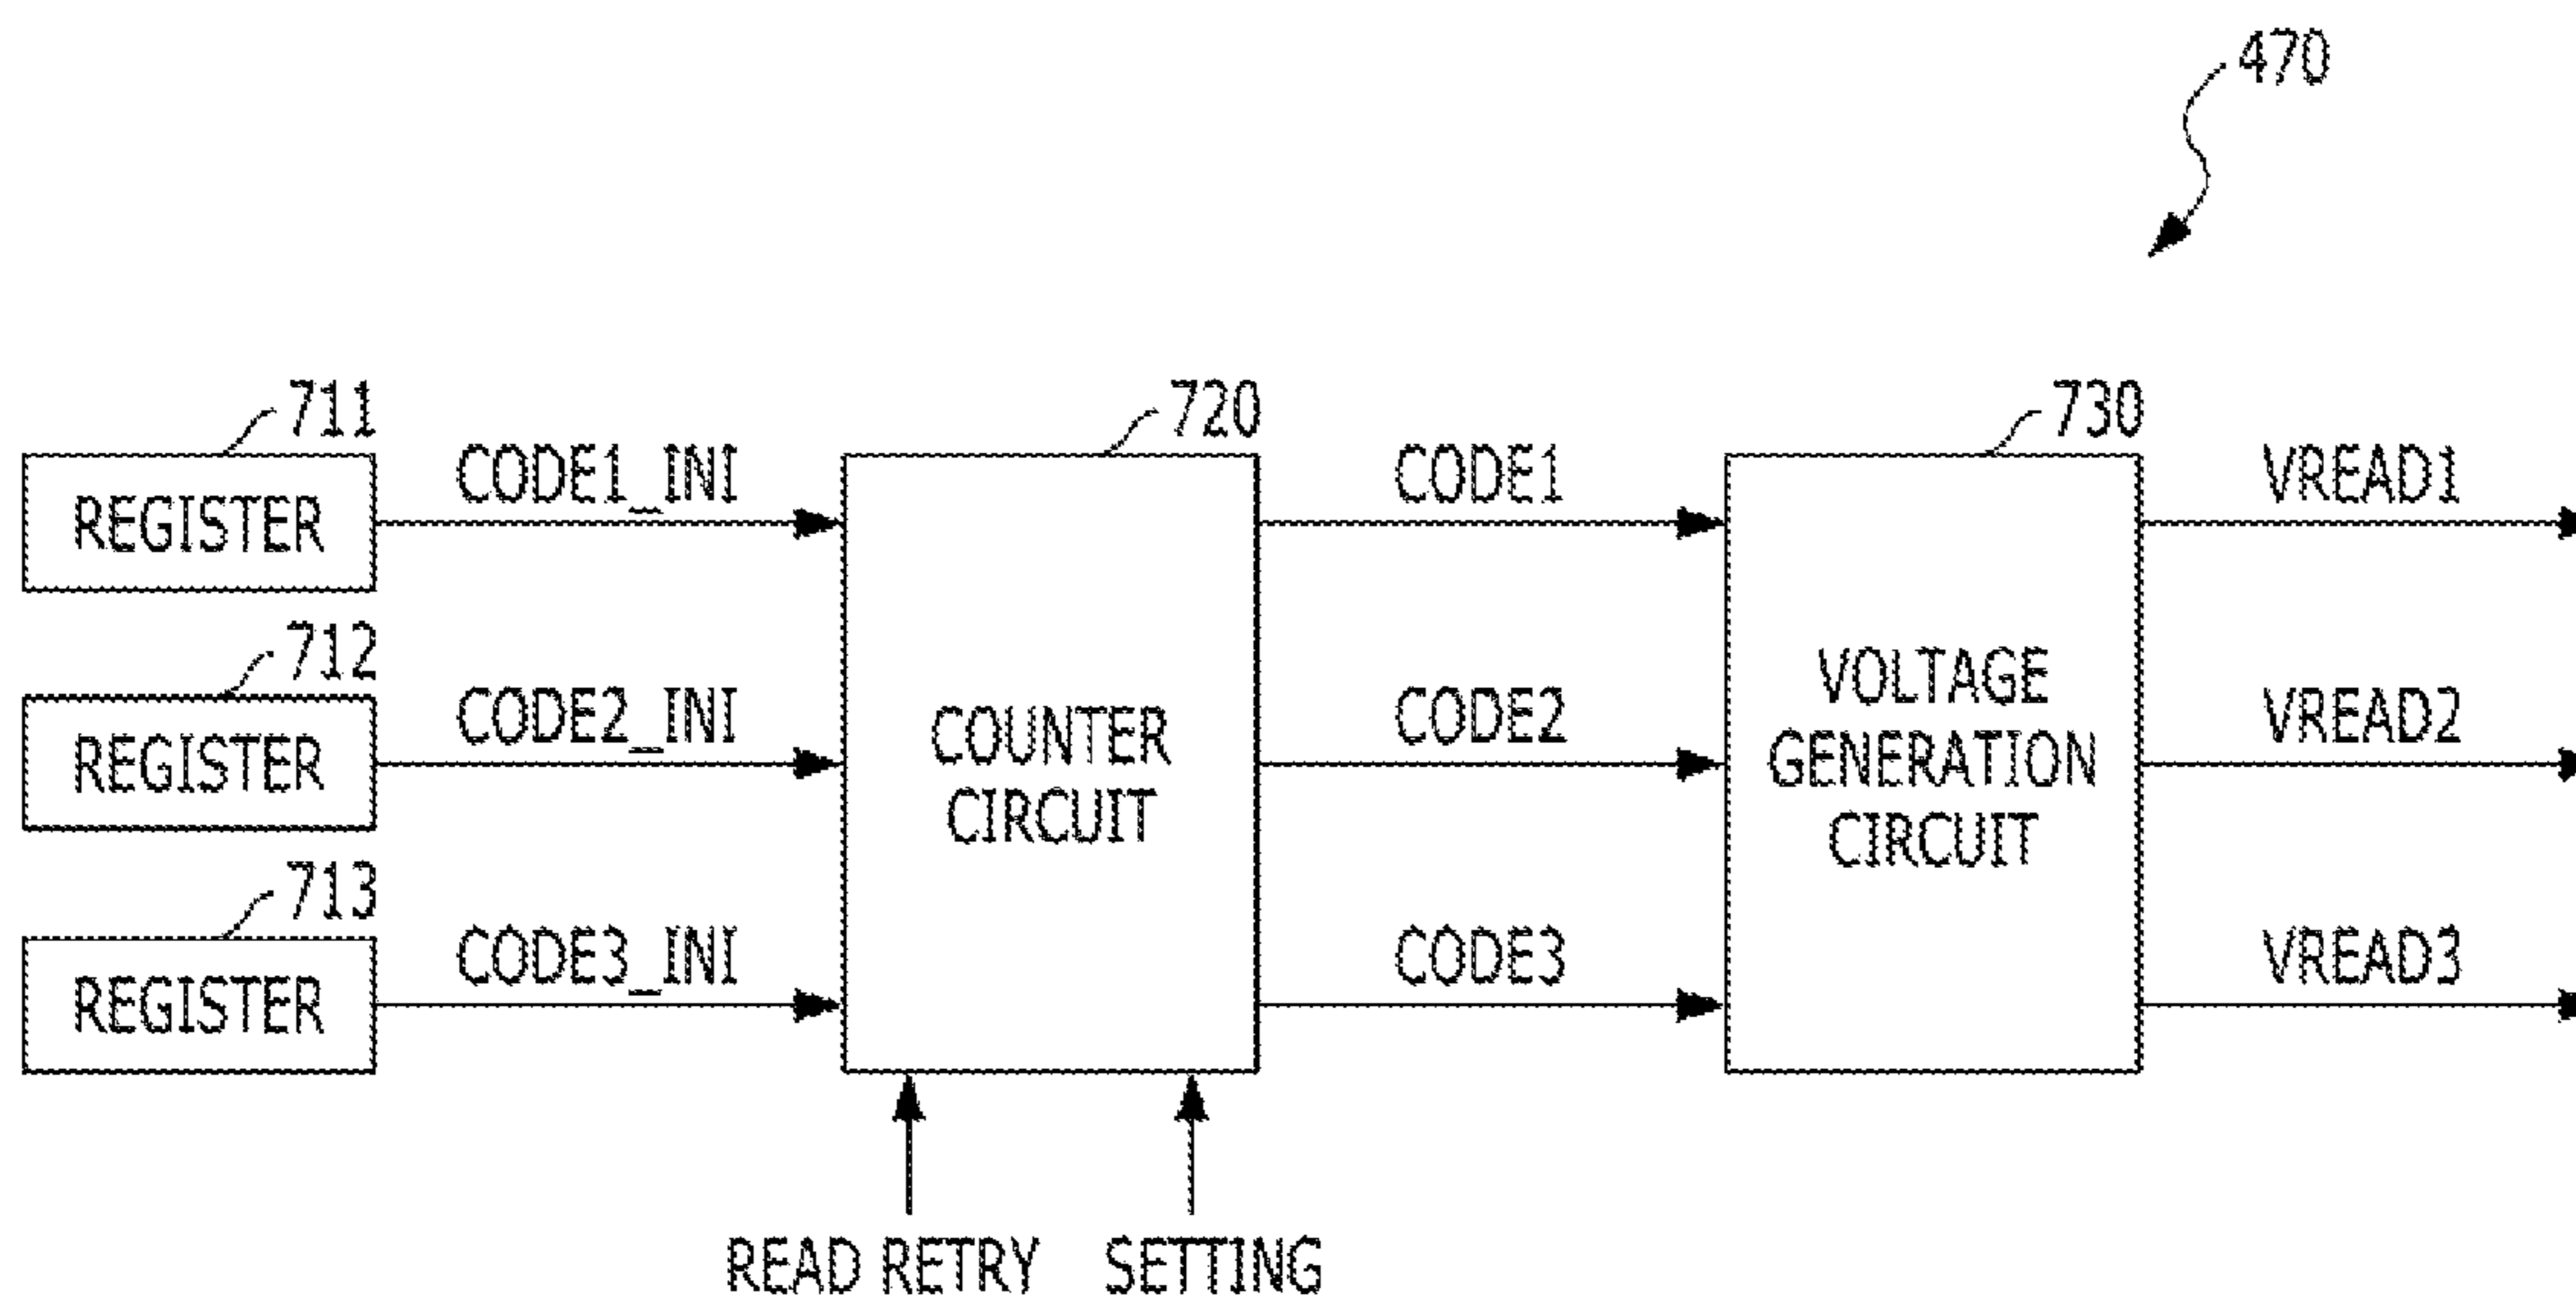 470
711
720
730
CODE1_INI
CODE1
VREAD1
REGISTER
712
CODE2_INI
CODE2
VREAD2
REGISTER
COUNTER
CIRCUIT
VOLTAGE
GENERATION
CIRCUIT
713
CODE3_INI
CODE3
VREAD3
REGISTER
READ RETRY
SETTING